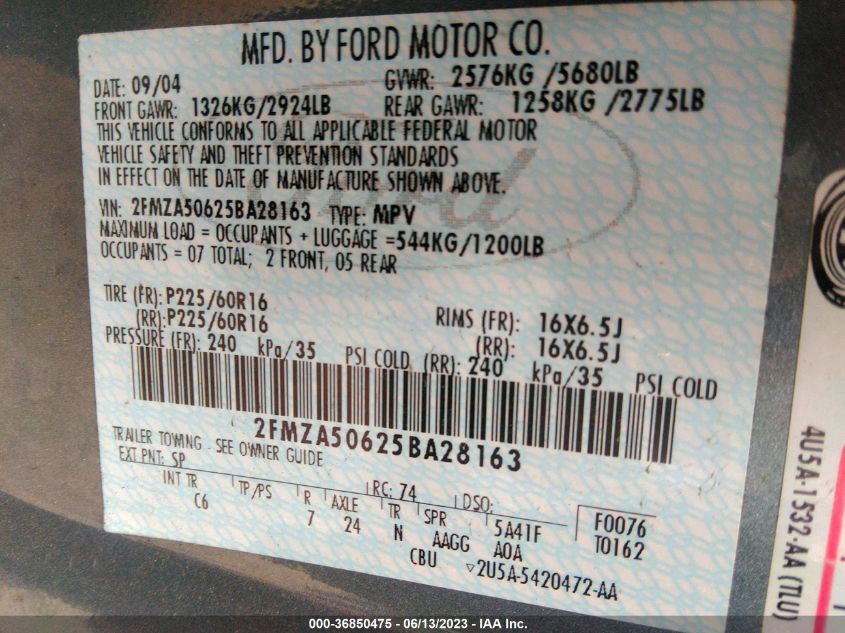 MFD. BY FORD MOTOR CO.
DATE: 09/04 GVWR: 2576KG /5680LB
FRONT GAWR: 1326KG/2924LB REAR GAWR: 1258KG /2775LB
THIS VEHICLE CONFORMS TO ALL APPLICABLE FEDERAL MOTOR
VEHICLE SAFETY AND THEFT PREVENTION STANDARDS
IN EFFECT ON THE DATE OF MANUFACTURE SHOWN ABOVE.
VIN: 2FMZA50625BA28163 TYPE: MPV
MAXIMUM LOAD = OCCUPANTS + LUGGAGE =544KG/1200LB
OCCUPANTS = 07 TOTAL; 2 FRONT, 05 REAR
TIRE (FR): P225/60R16 RIMS (FR): 16X6.5J
(RR): P225/60R16 (RR): 16X6.5J
PRESSURE (FR): 240 kPa/35 PSI COLD (RR): 240 kPa/35 PSI COLD
2FMZA50625BA28163
TRAILER TOWING - SEE OWNER GUIDE
EXT PNT: SP RC: 74 DSO:
INT TR TP/PS R AXLE TR SPR 5A41F F0076
C6 7 24 N AAGG A0A T0162
CBU ▽2U5A-5420472-AA
4U5A-1532-AA (TLU)
000-36850475 - 06/13/2023 - IAA Inc.